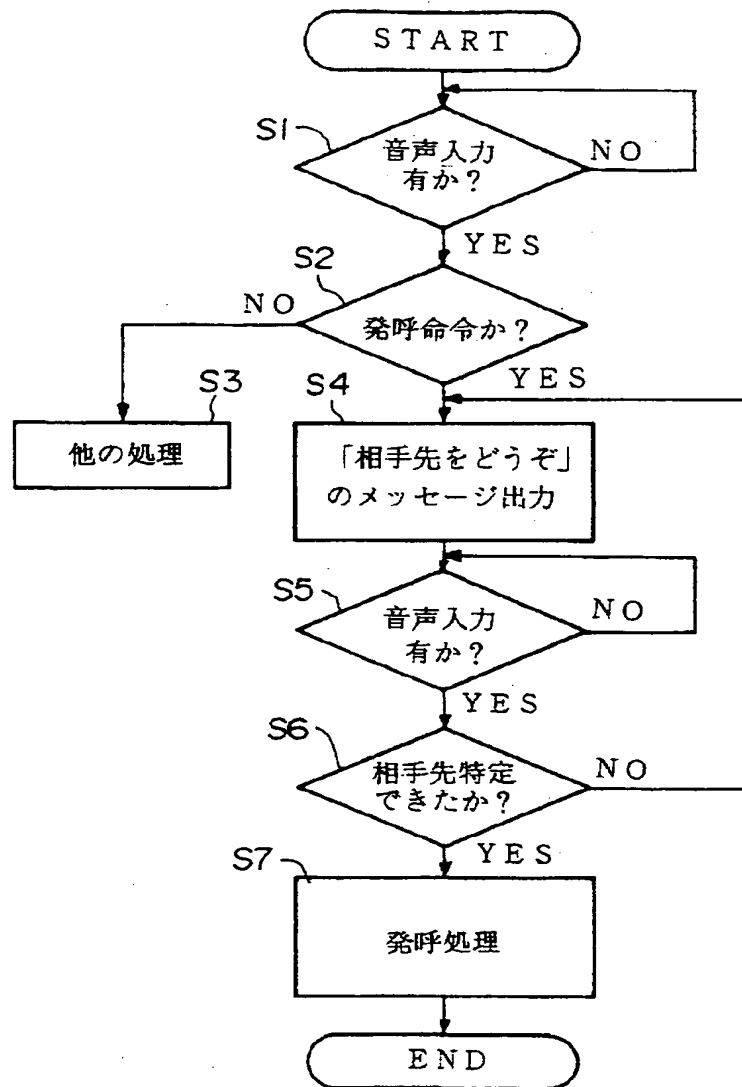 START
S1
音声入力
有か?
NO
YES
S2
NO
発呼命令か?
YES
S3
他の処理
S4
「相手先をどうぞ」
のメッセージ出力
S5
音声入力
有か?
NO
YES
S6
相手先特定
できたか?
NO
YES
S7
発呼処理
END